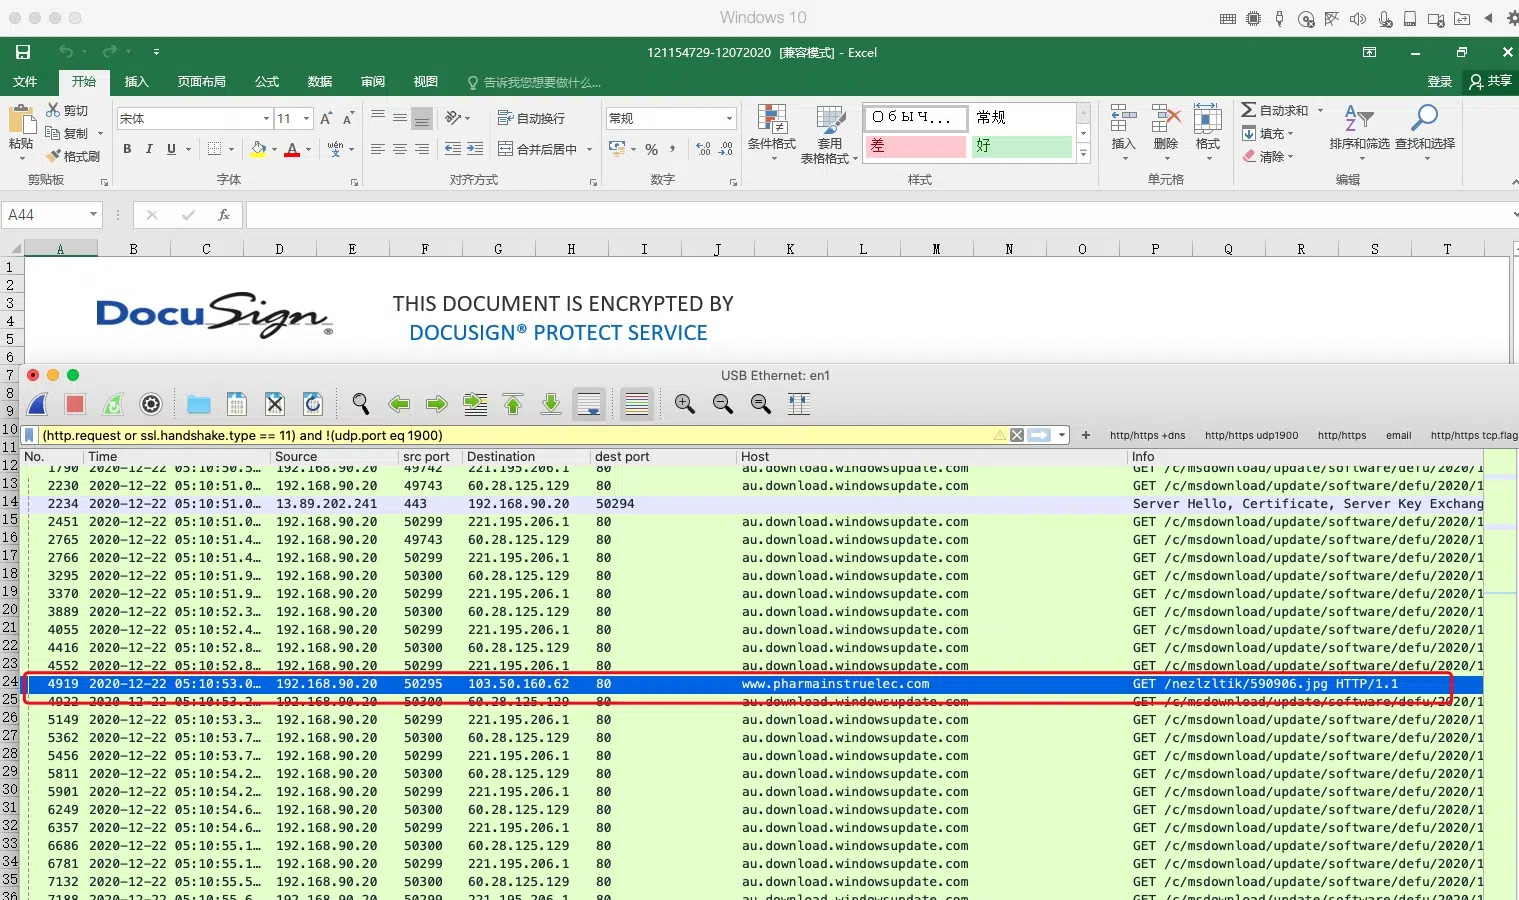 Windows 10
121154729-12072020 [兼容模式] - Excel
文件 开始 插入 页面布局 公式 数据 审阅 视图 告诉我您想要做什么... 登录 共享
剪切 宋体 11 A A 自动换行 常规 Обыч... 常规 Σ 自动求和
粘贴 复制 条件格式 套用 表格格式 插入 删除 格式 填充 排序和筛选 查找和选择
格式刷 B I U A wén 文 合并后居中 % , 差 好 清除
剪贴板 字体 对齐方式 数字 样式 单元格 编辑
A44 fx
A B C D E F G H I J K L M N O P Q R S T
1
2
3 DocuSign THIS DOCUMENT IS ENCRYPTED BY
4
5 DOCUSIGN® PROTECT SERVICE
6
7 USB Ethernet: en1
8
9
10 (http.request or ssl.handshake.type == 11) and !(udp.port eq 1900) + http/https +dns http/https udp1900 http/https email http/https tcp.flag
11
No. Time Source src port Destination dest port Host Info
12 1790 2020-12-22 05:10:50.5… 192.168.90.20 49742 221.195.206.1 80 au.download.windowsupdate.com GET /c/msdownload/update/software/defu/2020/1
13 2230 2020-12-22 05:10:51.0… 192.168.90.20 49743 60.28.125.129 80 au.download.windowsupdate.com GET /c/msdownload/update/software/defu/2020/1
14 2234 2020-12-22 05:10:51.0… 13.89.202.241 443 192.168.90.20 50294 Server Hello, Certificate, Server Key Exchang
15 2451 2020-12-22 05:10:51.0… 192.168.90.20 50299 221.195.206.1 80 au.download.windowsupdate.com GET /c/msdownload/update/software/defu/2020/1
16 2765 2020-12-22 05:10:51.4… 192.168.90.20 49743 60.28.125.129 80 au.download.windowsupdate.com GET /c/msdownload/update/software/defu/2020/1
17 2766 2020-12-22 05:10:51.4… 192.168.90.20 50299 221.195.206.1 80 au.download.windowsupdate.com GET /c/msdownload/update/software/defu/2020/1
18 3295 2020-12-22 05:10:51.9… 192.168.90.20 50300 60.28.125.129 80 au.download.windowsupdate.com GET /c/msdownload/update/software/defu/2020/1
19 3370 2020-12-22 05:10:51.9… 192.168.90.20 50299 221.195.206.1 80 au.download.windowsupdate.com GET /c/msdownload/update/software/defu/2020/1
20 3889 2020-12-22 05:10:52.3… 192.168.90.20 50300 60.28.125.129 80 au.download.windowsupdate.com GET /c/msdownload/update/software/defu/2020/1
21 4055 2020-12-22 05:10:52.4… 192.168.90.20 50299 221.195.206.1 80 au.download.windowsupdate.com GET /c/msdownload/update/software/defu/2020/1
22 4416 2020-12-22 05:10:52.8… 192.168.90.20 50300 60.28.125.129 80 au.download.windowsupdate.com GET /c/msdownload/update/software/defu/2020/1
23 4552 2020-12-22 05:10:52.8… 192.168.90.20 50299 221.195.206.1 80 au.download.windowsupdate.com GET /c/msdownload/update/software/defu/2020/1
24 4919 2020-12-22 05:10:53.0… 192.168.90.20 50295 103.50.160.62 80 www.pharmainstruelec.com GET /nezlzltik/590906.jpg HTTP/1.1
25 4922 2020-12-22 05:10:53.2… 192.168.90.20 50300 60.28.125.129 80 au.download.windowsupdate.com GET /c/msdownload/update/software/defu/2020/1
26 5149 2020-12-22 05:10:53.3… 192.168.90.20 50299 221.195.206.1 80 au.download.windowsupdate.com GET /c/msdownload/update/software/defu/2020/1
27 5362 2020-12-22 05:10:53.7… 192.168.90.20 50300 60.28.125.129 80 au.download.windowsupdate.com GET /c/msdownload/update/software/defu/2020/1
28 5456 2020-12-22 05:10:53.7… 192.168.90.20 50299 221.195.206.1 80 au.download.windowsupdate.com GET /c/msdownload/update/software/defu/2020/1
29 5811 2020-12-22 05:10:54.2… 192.168.90.20 50300 60.28.125.129 80 au.download.windowsupdate.com GET /c/msdownload/update/software/defu/2020/1
30 5901 2020-12-22 05:10:54.2… 192.168.90.20 50299 221.195.206.1 80 au.download.windowsupdate.com GET /c/msdownload/update/software/defu/2020/1
31 6249 2020-12-22 05:10:54.6… 192.168.90.20 50300 60.28.125.129 80 au.download.windowsupdate.com GET /c/msdownload/update/software/defu/2020/1
32 6357 2020-12-22 05:10:54.6… 192.168.90.20 50299 221.195.206.1 80 au.download.windowsupdate.com GET /c/msdownload/update/software/defu/2020/1
33 6686 2020-12-22 05:10:55.1… 192.168.90.20 50300 60.28.125.129 80 au.download.windowsupdate.com GET /c/msdownload/update/software/defu/2020/1
34 6781 2020-12-22 05:10:55.1… 192.168.90.20 50299 221.195.206.1 80 au.download.windowsupdate.com GET /c/msdownload/update/software/defu/2020/1
35 7132 2020-12-22 05:10:55.5… 192.168.90.20 50300 60.28.125.129 80 au.download.windowsupdate.com GET /c/msdownload/update/software/defu/2020/1
36 7188 2020-12-22 05:10:55.6… 192.168.90.20 50299 221.195.206.1 80 au.download.windowsupdate.com GET /c/msdownload/update/software/defu/2020/1